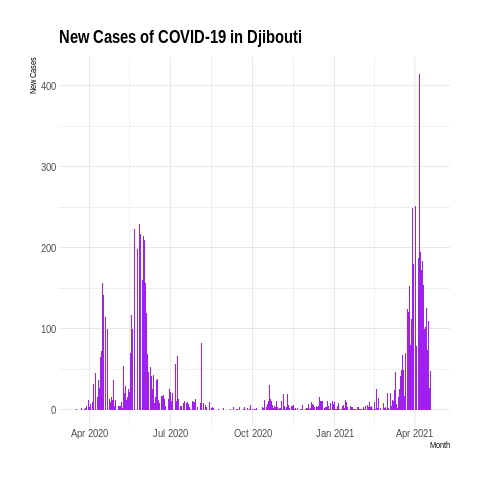 New Cases of COVID-19 in Djibouti
New Cases
400
300
200
100
0
Apr 2020
Jul 2020
Oct 2020
Jan 2021
Apr 2021
Month